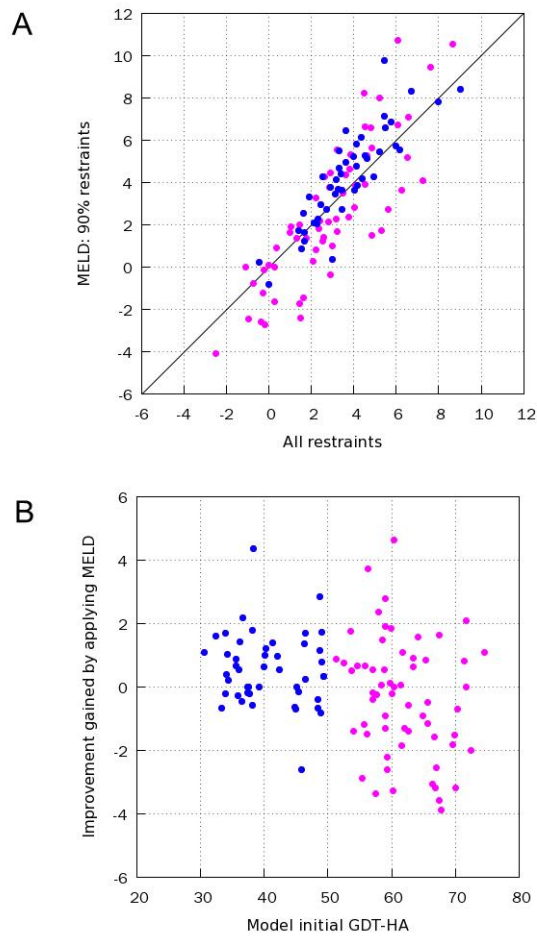 A
12
10
8
6
4
2
0
-2
-4
-6
MELD: 90% restraints
-6 -4 -2 0 2 4 6 8 10 12
All restraints
B
6
4
2
0
-2
-4
-6
Improvement gained by applying MELD
20 30 40 50 60 70 80
Model initial GDT-HA